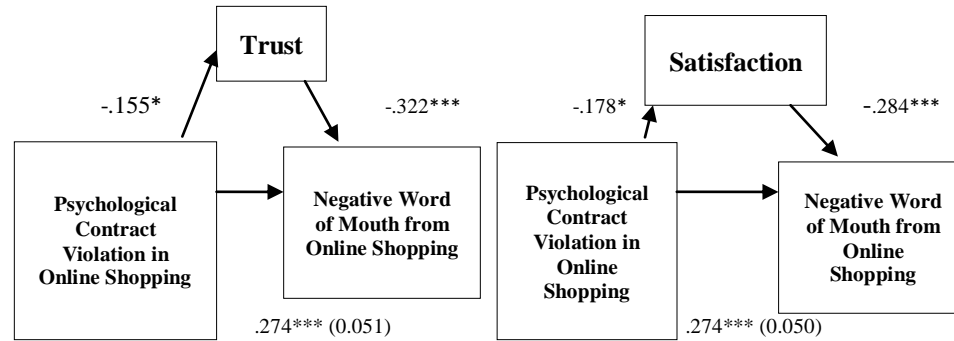 Trust
-.155*
-.322***
Psychological
Contract
Violation in
Online Shopping
Negative Word
of Mouth from
Online Shopping
.274*** (0.051)
Satisfaction
-.178*
-.284***
Psychological
Contract
Violation in
Online
Shopping
Negative Word
of Mouth from
Online
Shopping
.274*** (0.050)